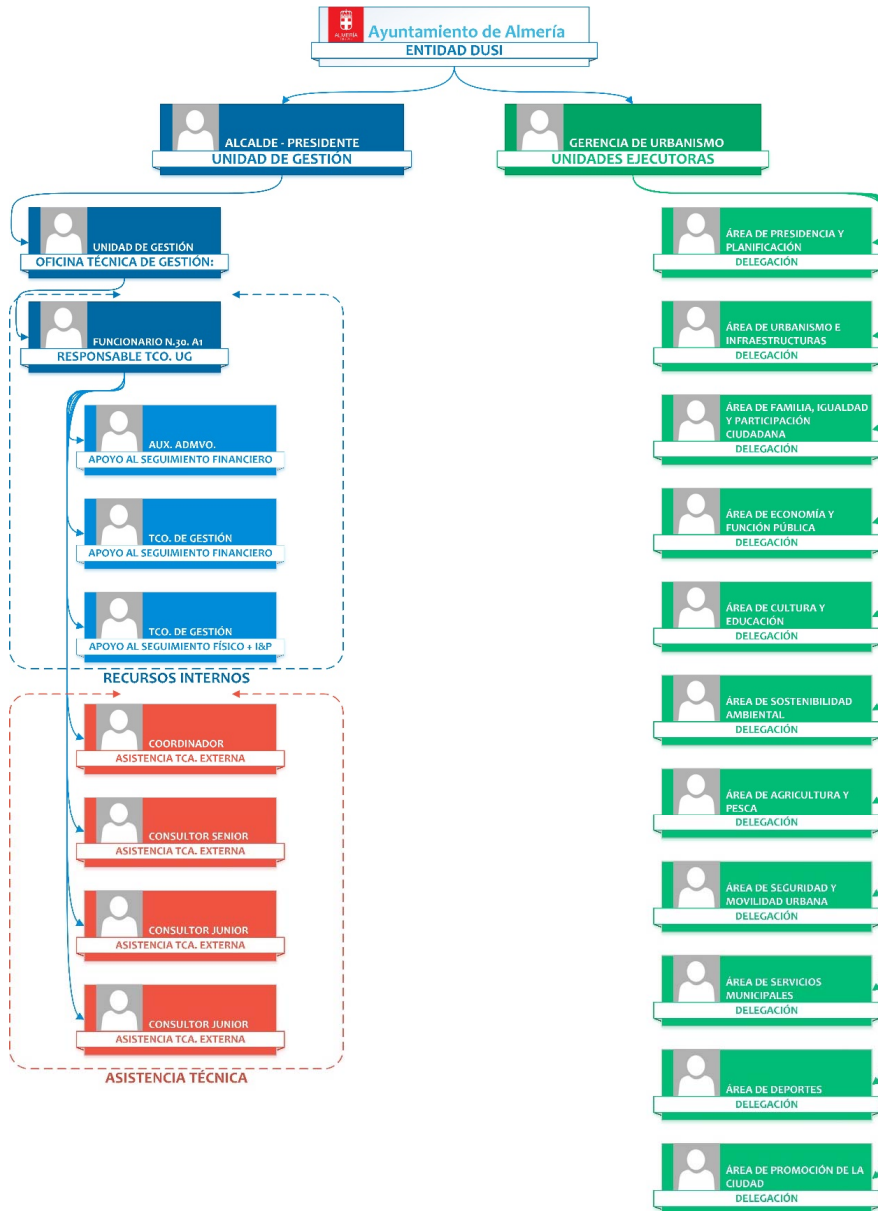 ALMERÍA
Ayuntamiento de Almería
ENTIDAD DUSI
ALCALDE - PRESIDENTE
UNIDAD DE GESTIÓN
GERENCIA DE URBANISMO
UNIDADES EJECUTORAS
UNIDAD DE GESTIÓN
OFICINA TÉCNICA DE GESTIÓN:
FUNCIONARIO N.30. A1
RESPONSABLE TCO. UG
AUX. ADMVO.
APOYO AL SEGUIMIENTO FINANCIERO
TCO. DE GESTIÓN
APOYO AL SEGUIMIENTO FINANCIERO
TCO. DE GESTIÓN
APOYO AL SEGUIMIENTO FÍSICO + I&P
RECURSOS INTERNOS
COORDINADOR
ASISTENCIA TCA. EXTERNA
CONSULTOR SENIOR
ASISTENCIA TCA. EXTERNA
CONSULTOR JUNIOR
ASISTENCIA TCA. EXTERNA
CONSULTOR JUNIOR
ASISTENCIA TCA. EXTERNA
ASISTENCIA TÉCNICA
ÁREA DE PRESIDENCIA Y
PLANIFICACIÓN
DELEGACIÓN
ÁREA DE URBANISMO E
INFRAESTRUCTURAS
DELEGACIÓN
ÁREA DE FAMILIA, IGUALDAD
Y PARTICIPACIÓN
CIUDADANA
DELEGACIÓN
ÁREA DE ECONOMÍA Y
FUNCIÓN PÚBLICA
DELEGACIÓN
ÁREA DE CULTURA Y
EDUCACIÓN
DELEGACIÓN
ÁREA DE SOSTENIBILIDAD
AMBIENTAL
DELEGACIÓN
ÁREA DE AGRICULTURA Y
PESCA
DELEGACIÓN
ÁREA DE SEGURIDAD Y
MOVILIDAD URBANA
DELEGACIÓN
ÁREA DE SERVICIOS
MUNICIPALES
DELEGACIÓN
ÁREA DE DEPORTES
DELEGACIÓN
ÁREA DE PROMOCIÓN DE LA
CIUDAD
DELEGACIÓN